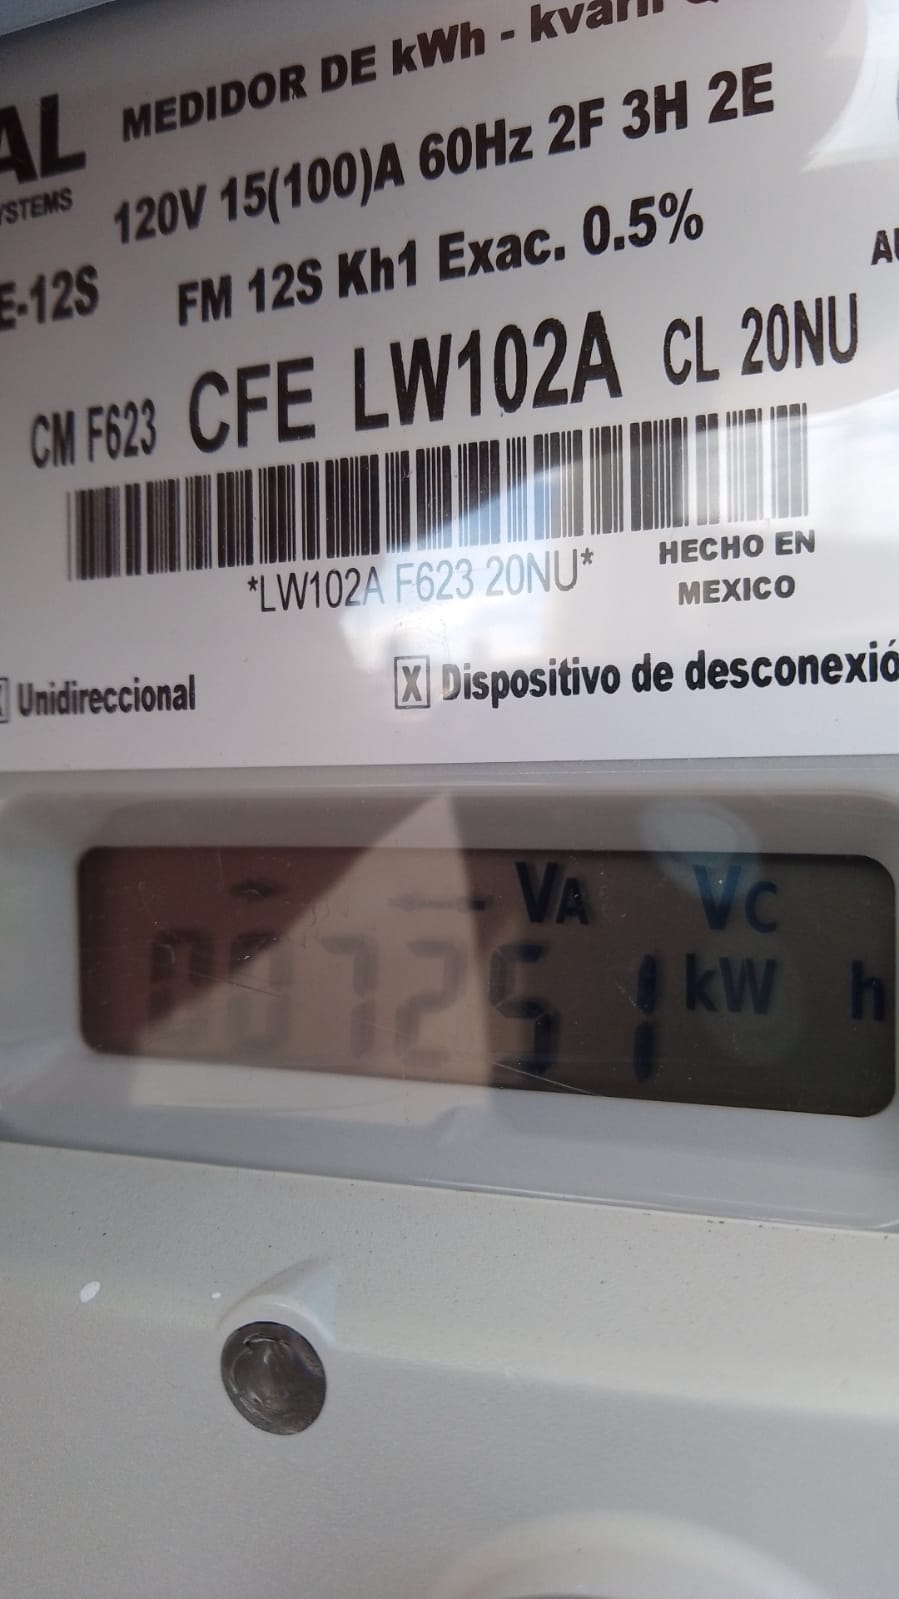 MEDIDOR DE kWh - kvarh
AL
YSTEMS
120V 15(100)A 60Hz 2F 3H 2E
E-12S
FM 12S Kh1 Exac. 0.5%
CM F623 CFE LW102A CL 20NU
*LW102A F623 20NU*
HECHO EN
MEXICO
X Unidireccional
X Dispositivo de desconexió
VA VC
007251 kW h